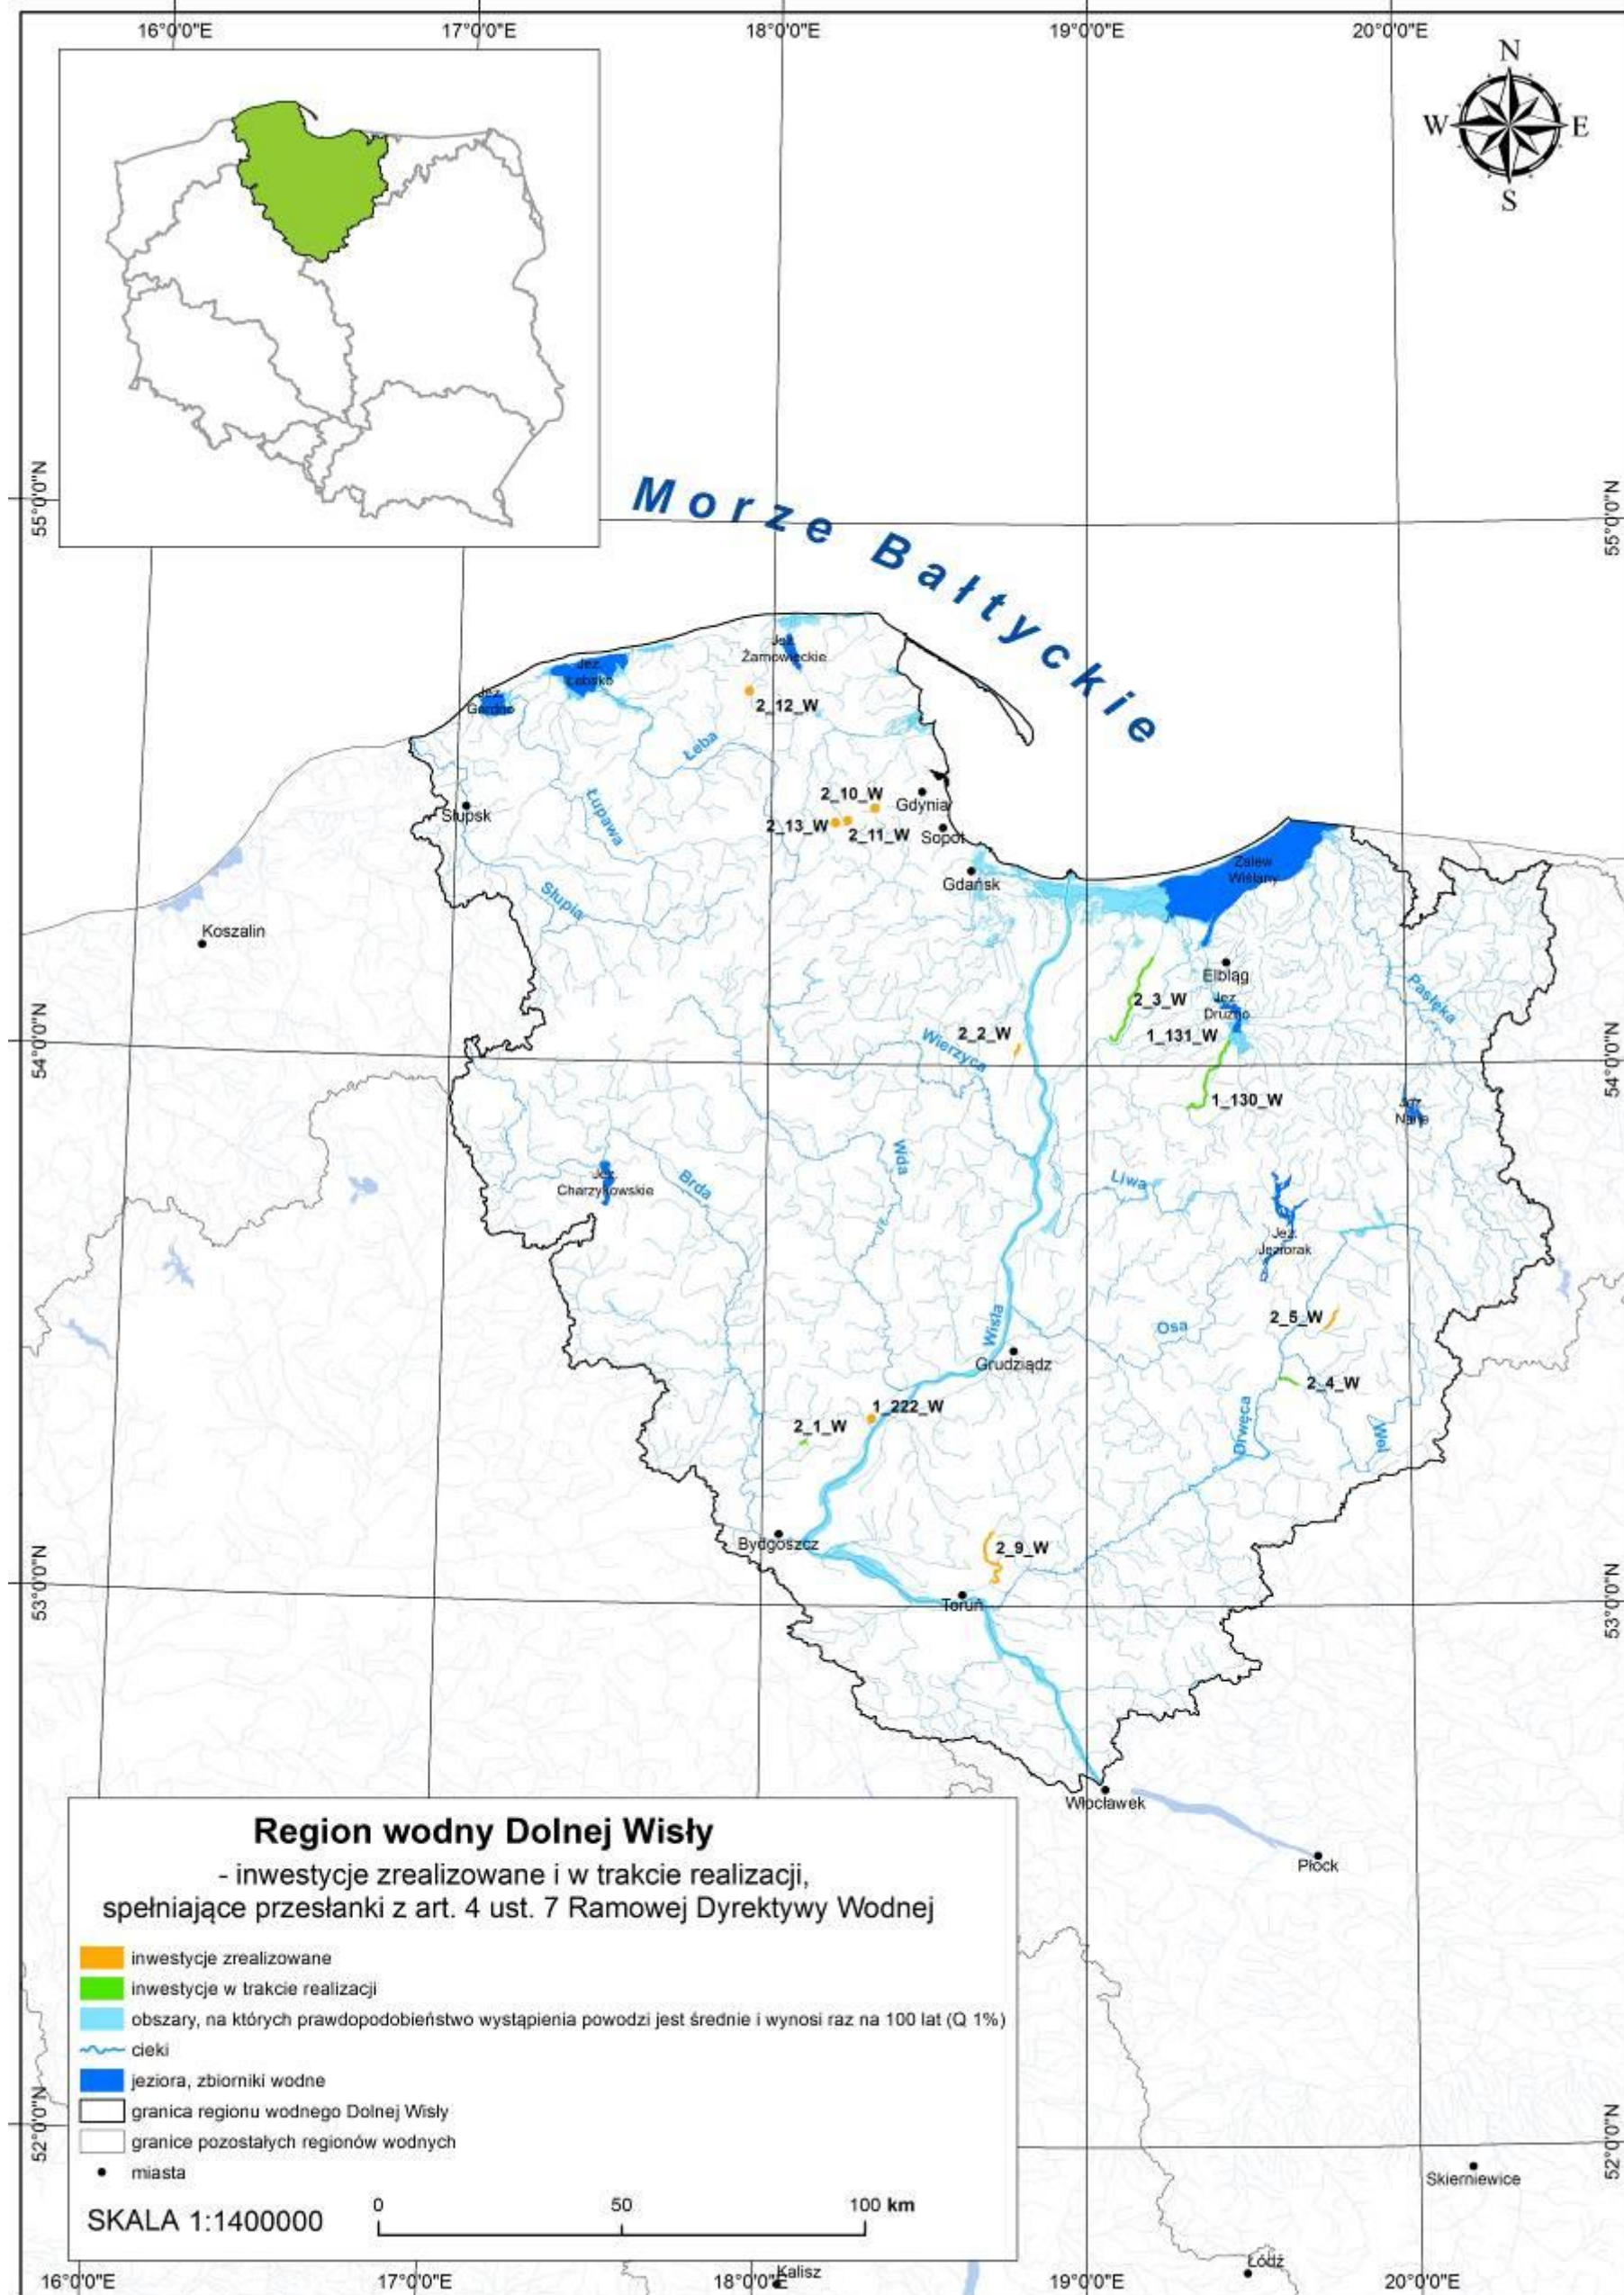 16°0'0"E 17°0'0"E 18°0'0"E 19°0'0"E 20°0'0"E
N
W E
S
55°0'0"N
55°0'0"N
Morze Bałtyckie
Jez. Żarnowieckie
Jez. Łebsko
Jez. Gardno
2_12_W
Łeba
2_10_W
Gdynia
Słupsk
Łupawa
2_13_W
2_11_W
Sopot
Zalew Wiślany
Gdańsk
Słupia
Koszalin
Elbląg
Pasłęka
2_3_W
Jez. Drużno
2_2_W
Wierzyca
1_131_W
54°0'0"N
54°0'0"N
1_130_W
Jez. Narie
Wda
Brda
Jez. Charzykowskie
Liwa
Jez. Jeziorak
Wisła
Osa
2_5_W
Grudziądz
2_4_W
1_222_W
2_1_W
Drwęca
Wel
Bydgoszcz
2_9_W
53°0'0"N
Toruń
53°0'0"N
Włocławek
Płock
Region wodny Dolnej Wisły
- inwestycje zrealizowane i w trakcie realizacji,
spełniające przesłanki z art. 4 ust. 7 Ramowej Dyrektywy Wodnej
inwestycje zrealizowane
inwestycje w trakcie realizacji
obszary, na których prawdopodobieństwo wystąpienia powodzi jest średnie i wynosi raz na 100 lat (Q 1%)
cieki
jeziora, zbiorniki wodne
granica regionu wodnego Dolnej Wisły
granice pozostałych regionów wodnych
miasta
52°0'0"N
52°0'0"N
Skierniewice
0 50 100 km
SKALA 1:1400000
Łódź
Kalisz
16°0'0"E 17°0'0"E 18°0'0"E 19°0'0"E 20°0'0"E